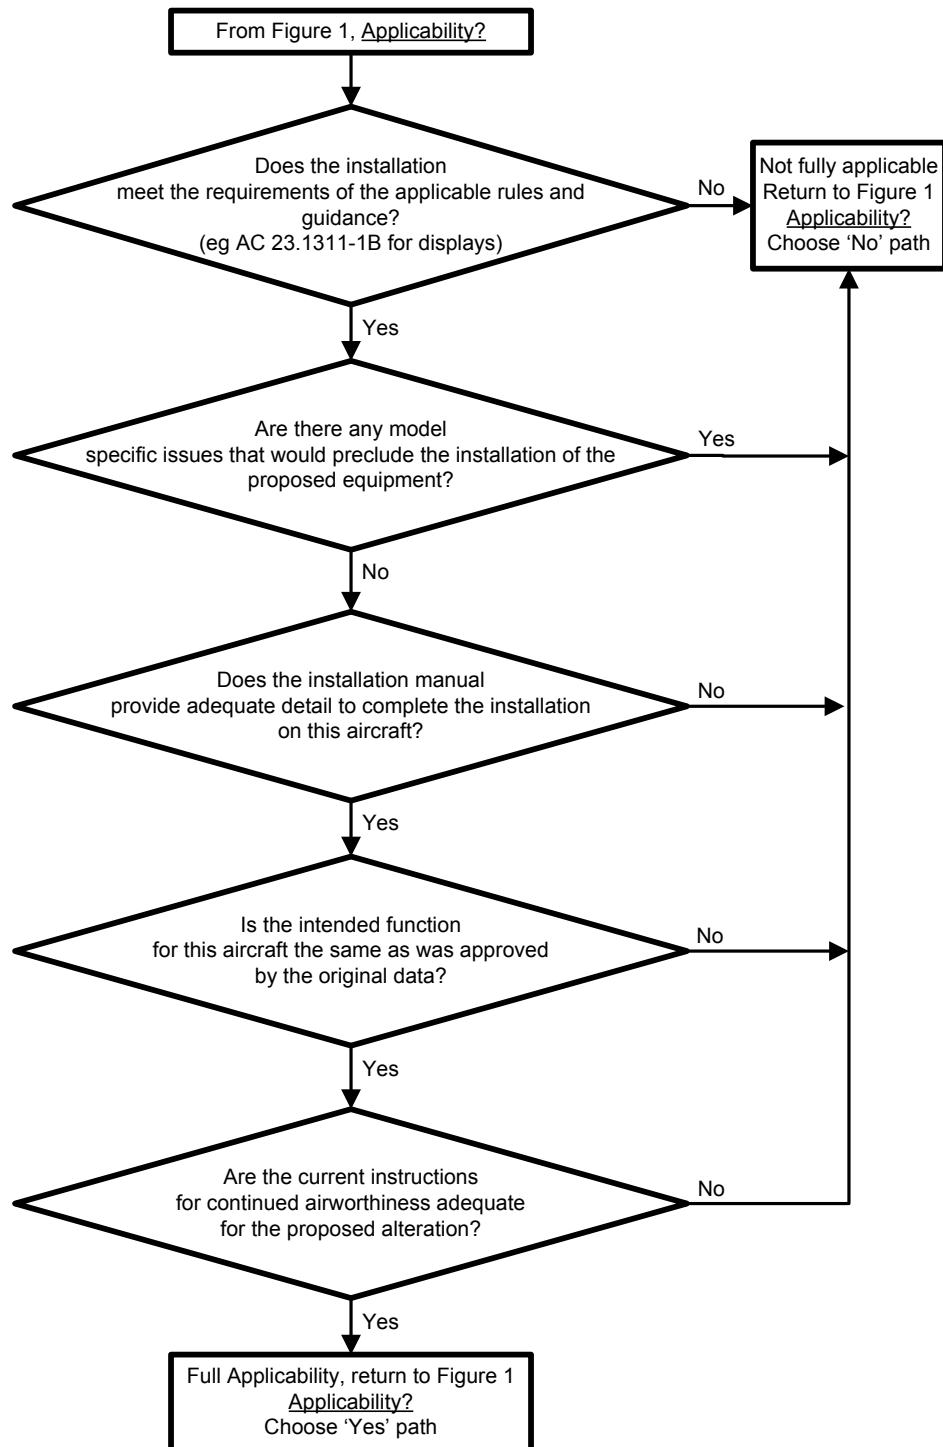 From Figure 1, Applicability?
Does the installation
meet the requirements of the applicable rules and
guidance?
(eg AC 23.1311-1B for displays)
No
Not fully applicable
Return to Figure 1
Applicability?
Choose ‘No’ path
Yes
Are there any model
specific issues that would preclude the installation of the
proposed equipment?
Yes
No
Does the installation manual
provide adequate detail to complete the installation
on this aircraft?
No
Yes
Is the intended function
for this aircraft the same as was approved
by the original data?
No
Yes
Are the current instructions
for continued airworthiness adequate
for the proposed alteration?
No
Yes
Full Applicability, return to Figure 1
Applicability?
Choose ‘Yes’ path